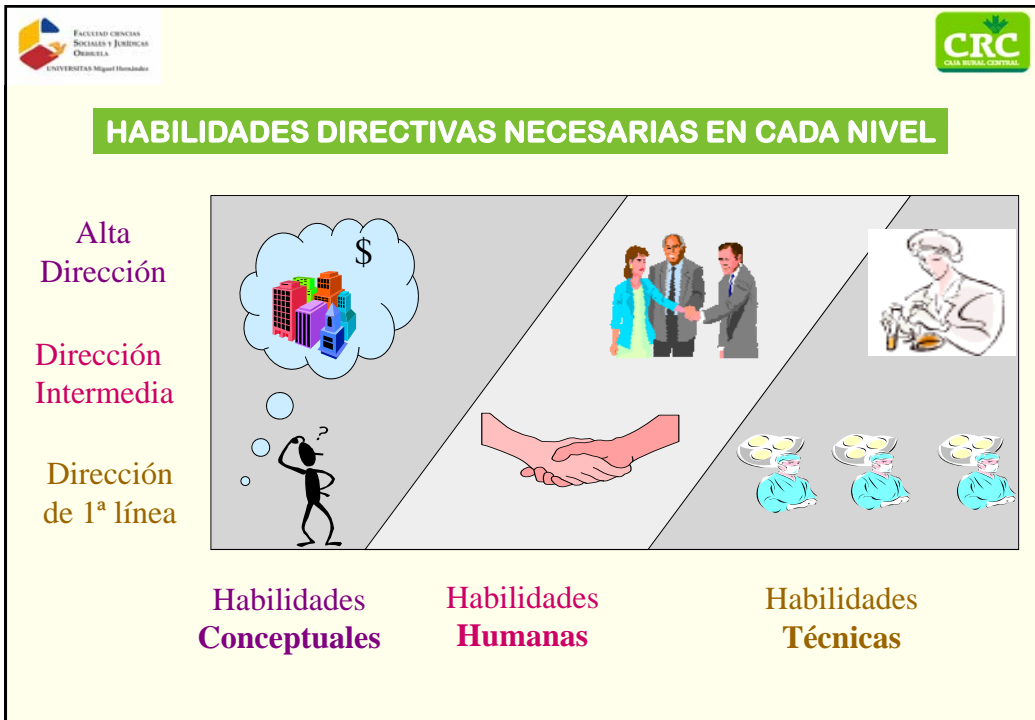 FACULTAD CIENCIAS
SOCIALES Y JURÍDICAS
ORIHUELA
UNIVERSITAS Miguel Hernández
CRC
CAJA RURAL CENTRAL
HABILIDADES DIRECTIVAS NECESARIAS EN CADA NIVEL
Alta
Dirección
$
Dirección
Intermedia
?
Dirección
de 1ª línea
Habilidades
Conceptuales
Habilidades
Humanas
Habilidades
Técnicas